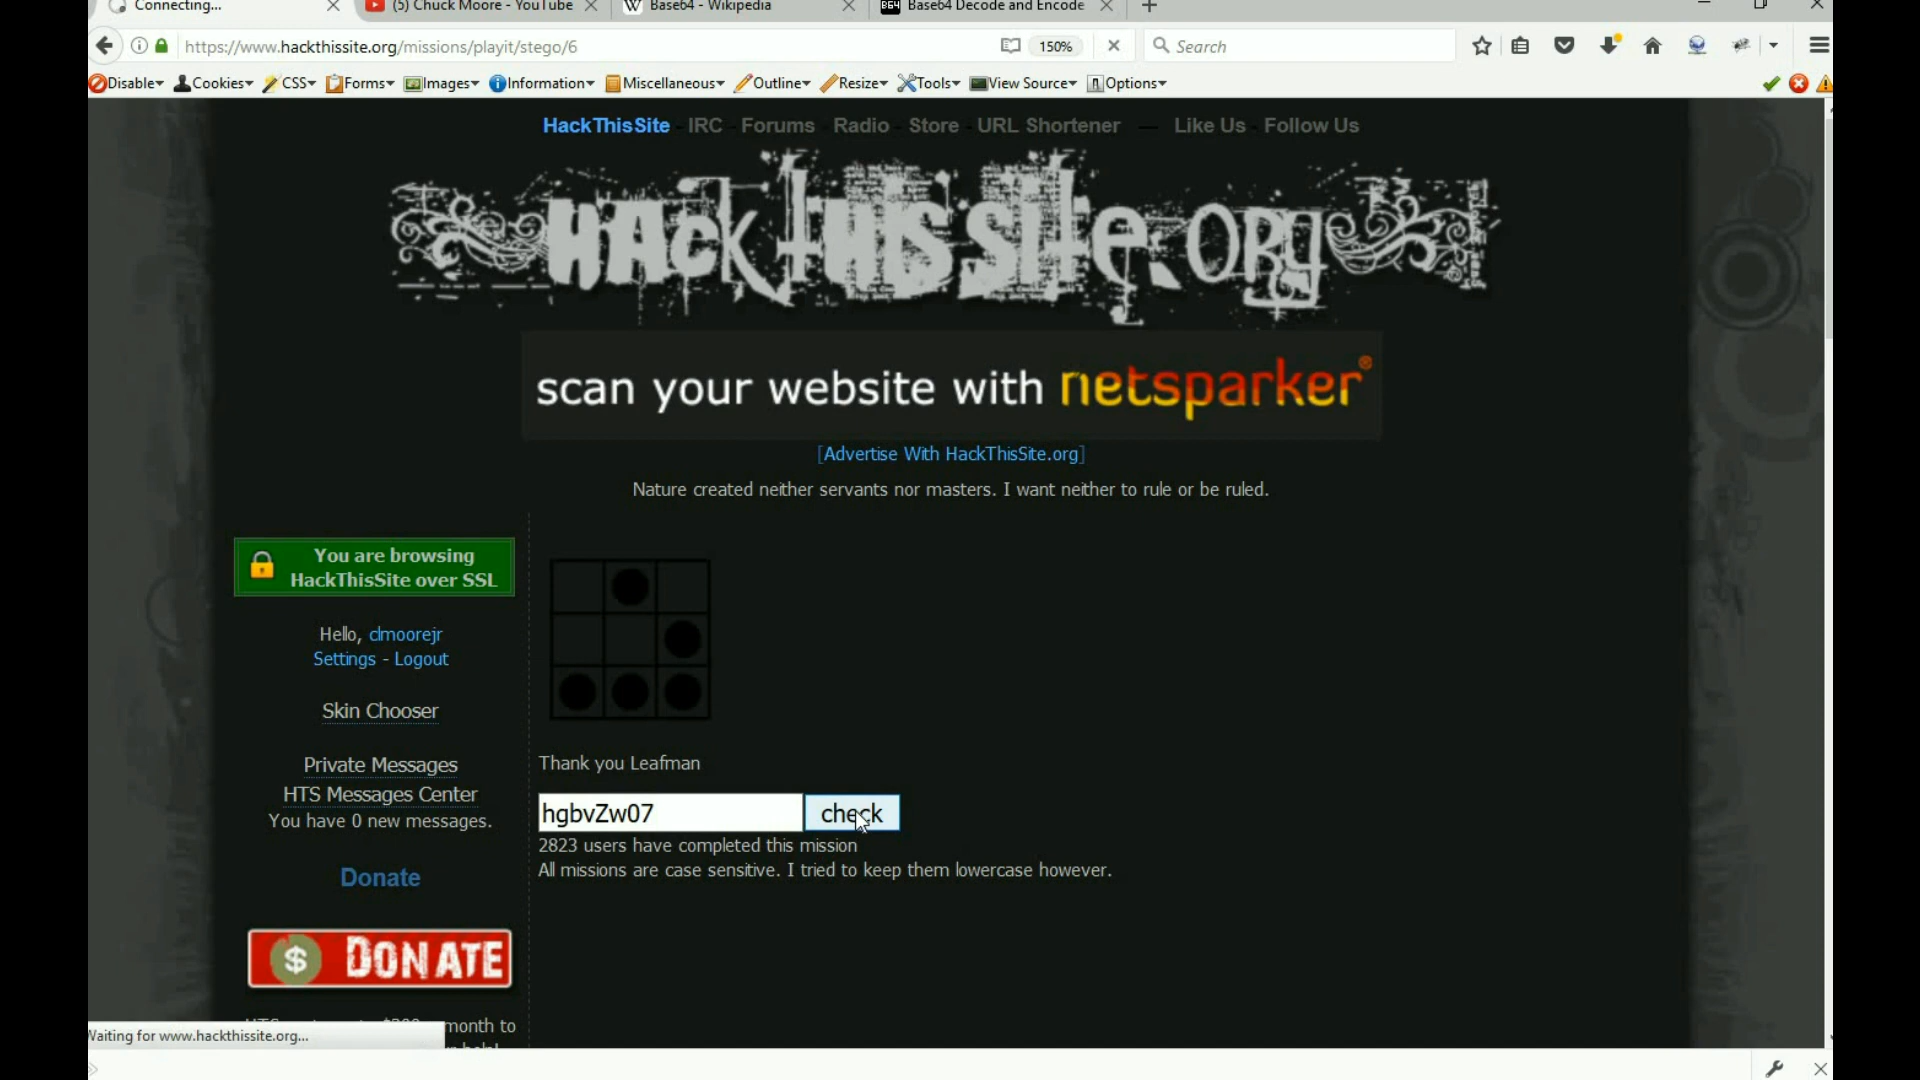 Connecting...
(5) Chuck Moore - YouTube
Base64 - Wikipedia
B64 Base64 Decode and Encode
https://www.hackthissite.org/missions/playit/stego/6
150%
Search
Disable Cookies CSS Forms Images Information Miscellaneous Outline Resize Tools View Source Options
HackThisSite - IRC - Forums - Radio - Store - URL Shortener — Like Us - Follow Us
HACK THIS SITE.ORG
scan your website with netsparker®
[Advertise With HackThisSite.org]
Nature created neither servants nor masters. I want neither to rule or be ruled.
You are browsing
HackThisSite over SSL
Hello, clmoorejr
Settings - Logout
Skin Chooser
Private Messages
HTS Messages Center
You have 0 new messages.
Donate
$ DONATE
month to
Thank you Leafman
hgbvZw07 check
2823 users have completed this mission
All missions are case sensitive. I tried to keep them lowercase however.
Waiting for www.hackthissite.org...